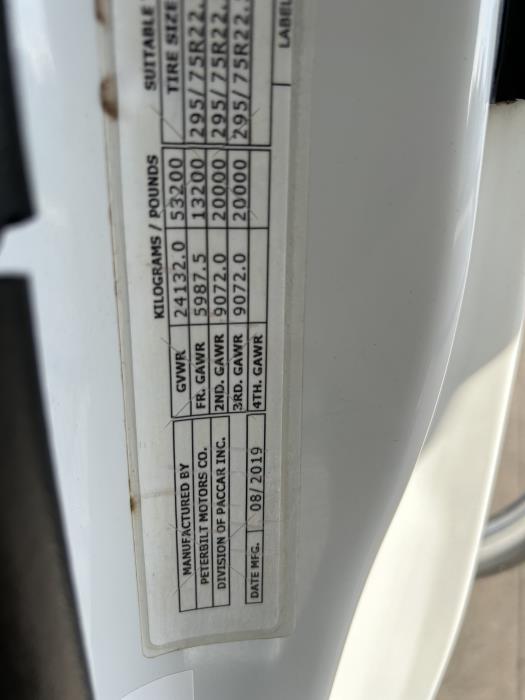 MANUFACTURED BY
PETERBILT MOTORS CO.
DIVISION OF PACCAR INC.
DATE MFG. 08/2019
KILOGRAMS / POUNDS SUITABLE
TIRE SIZE
GVWR 24132.0 53200
FR. GAWR 5987.5 13200 295/75R22.
2ND. GAWR 9072.0 20000 295/75R22.
3RD. GAWR 9072.0 20000 295/75R22.
4TH. GAWR
LABEL